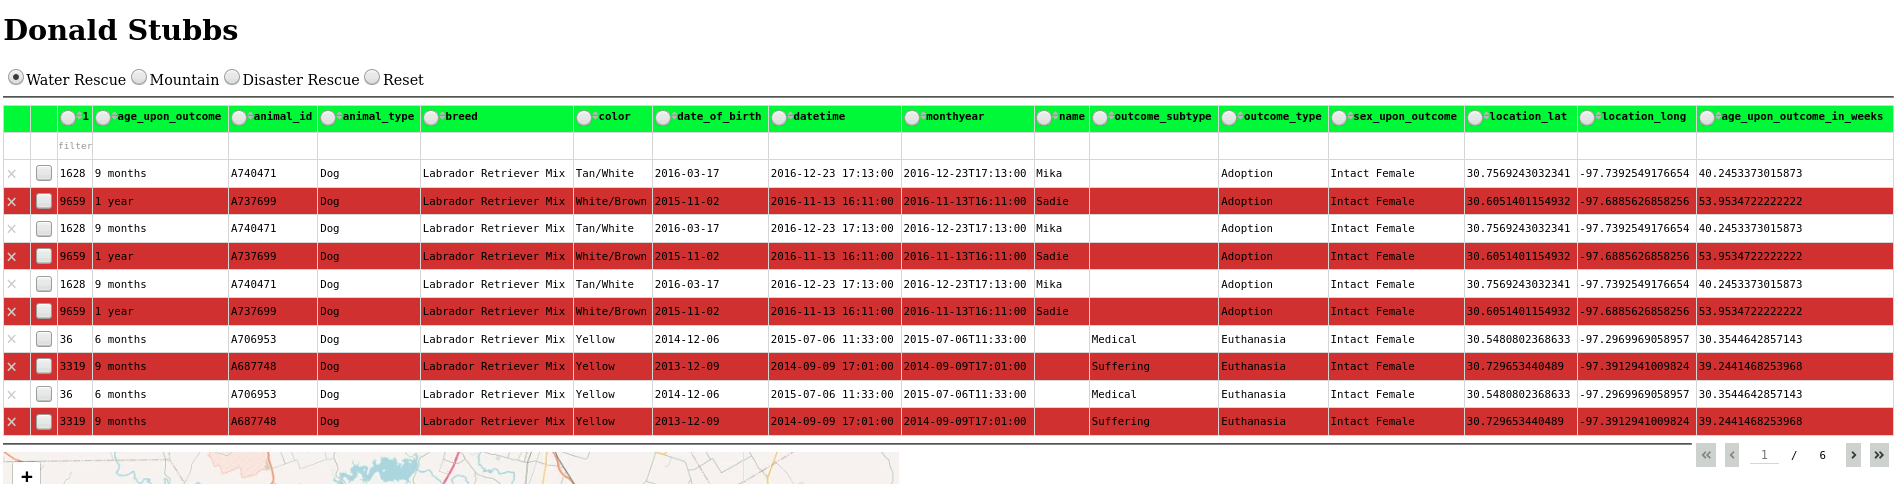 Donald Stubbs
Water Rescue Mountain Disaster Rescue Reset
1 age_upon_outcome animal_id animal_type breed color date_of_birth datetime monthyear name outcome_subtype outcome_type sex_upon_outcome location_lat location_long age_upon_outcome_in_weeks
filter
× 1628 9 months A740471 Dog Labrador Retriever Mix Tan/White 2016-03-17 2016-12-23 17:13:00 2016-12-23T17:13:00 Mika Adoption Intact Female 30.7569243032341 -97.7392549176654 40.2453373015873
× 9659 1 year A737699 Dog Labrador Retriever Mix White/Brown 2015-11-02 2016-11-13 16:11:00 2016-11-13T16:11:00 Sadie Adoption Intact Female 30.6051401154932 -97.6885626858256 53.9534722222222
× 1628 9 months A740471 Dog Labrador Retriever Mix Tan/White 2016-03-17 2016-12-23 17:13:00 2016-12-23T17:13:00 Mika Adoption Intact Female 30.7569243032341 -97.7392549176654 40.2453373015873
× 9659 1 year A737699 Dog Labrador Retriever Mix White/Brown 2015-11-02 2016-11-13 16:11:00 2016-11-13T16:11:00 Sadie Adoption Intact Female 30.6051401154932 -97.6885626858256 53.9534722222222
× 1628 9 months A740471 Dog Labrador Retriever Mix Tan/White 2016-03-17 2016-12-23 17:13:00 2016-12-23T17:13:00 Mika Adoption Intact Female 30.7569243032341 -97.7392549176654 40.2453373015873
× 9659 1 year A737699 Dog Labrador Retriever Mix White/Brown 2015-11-02 2016-11-13 16:11:00 2016-11-13T16:11:00 Sadie Adoption Intact Female 30.6051401154932 -97.6885626858256 53.9534722222222
× 36 6 months A706953 Dog Labrador Retriever Mix Yellow 2014-12-06 2015-07-06 11:33:00 2015-07-06T11:33:00 Medical Euthanasia Intact Female 30.5480802368633 -97.2969969058957 30.3544642857143
× 3319 9 months A687748 Dog Labrador Retriever Mix Yellow 2013-12-09 2014-09-09 17:01:00 2014-09-09T17:01:00 Suffering Euthanasia Intact Female 30.729653440489 -97.3912941009824 39.2441468253968
× 36 6 months A706953 Dog Labrador Retriever Mix Yellow 2014-12-06 2015-07-06 11:33:00 2015-07-06T11:33:00 Medical Euthanasia Intact Female 30.5480802368633 -97.2969969058957 30.3544642857143
× 3319 9 months A687748 Dog Labrador Retriever Mix Yellow 2013-12-09 2014-09-09 17:01:00 2014-09-09T17:01:00 Suffering Euthanasia Intact Female 30.729653440489 -97.3912941009824 39.2441468253968
« ‹ 1 / 6 › »
+